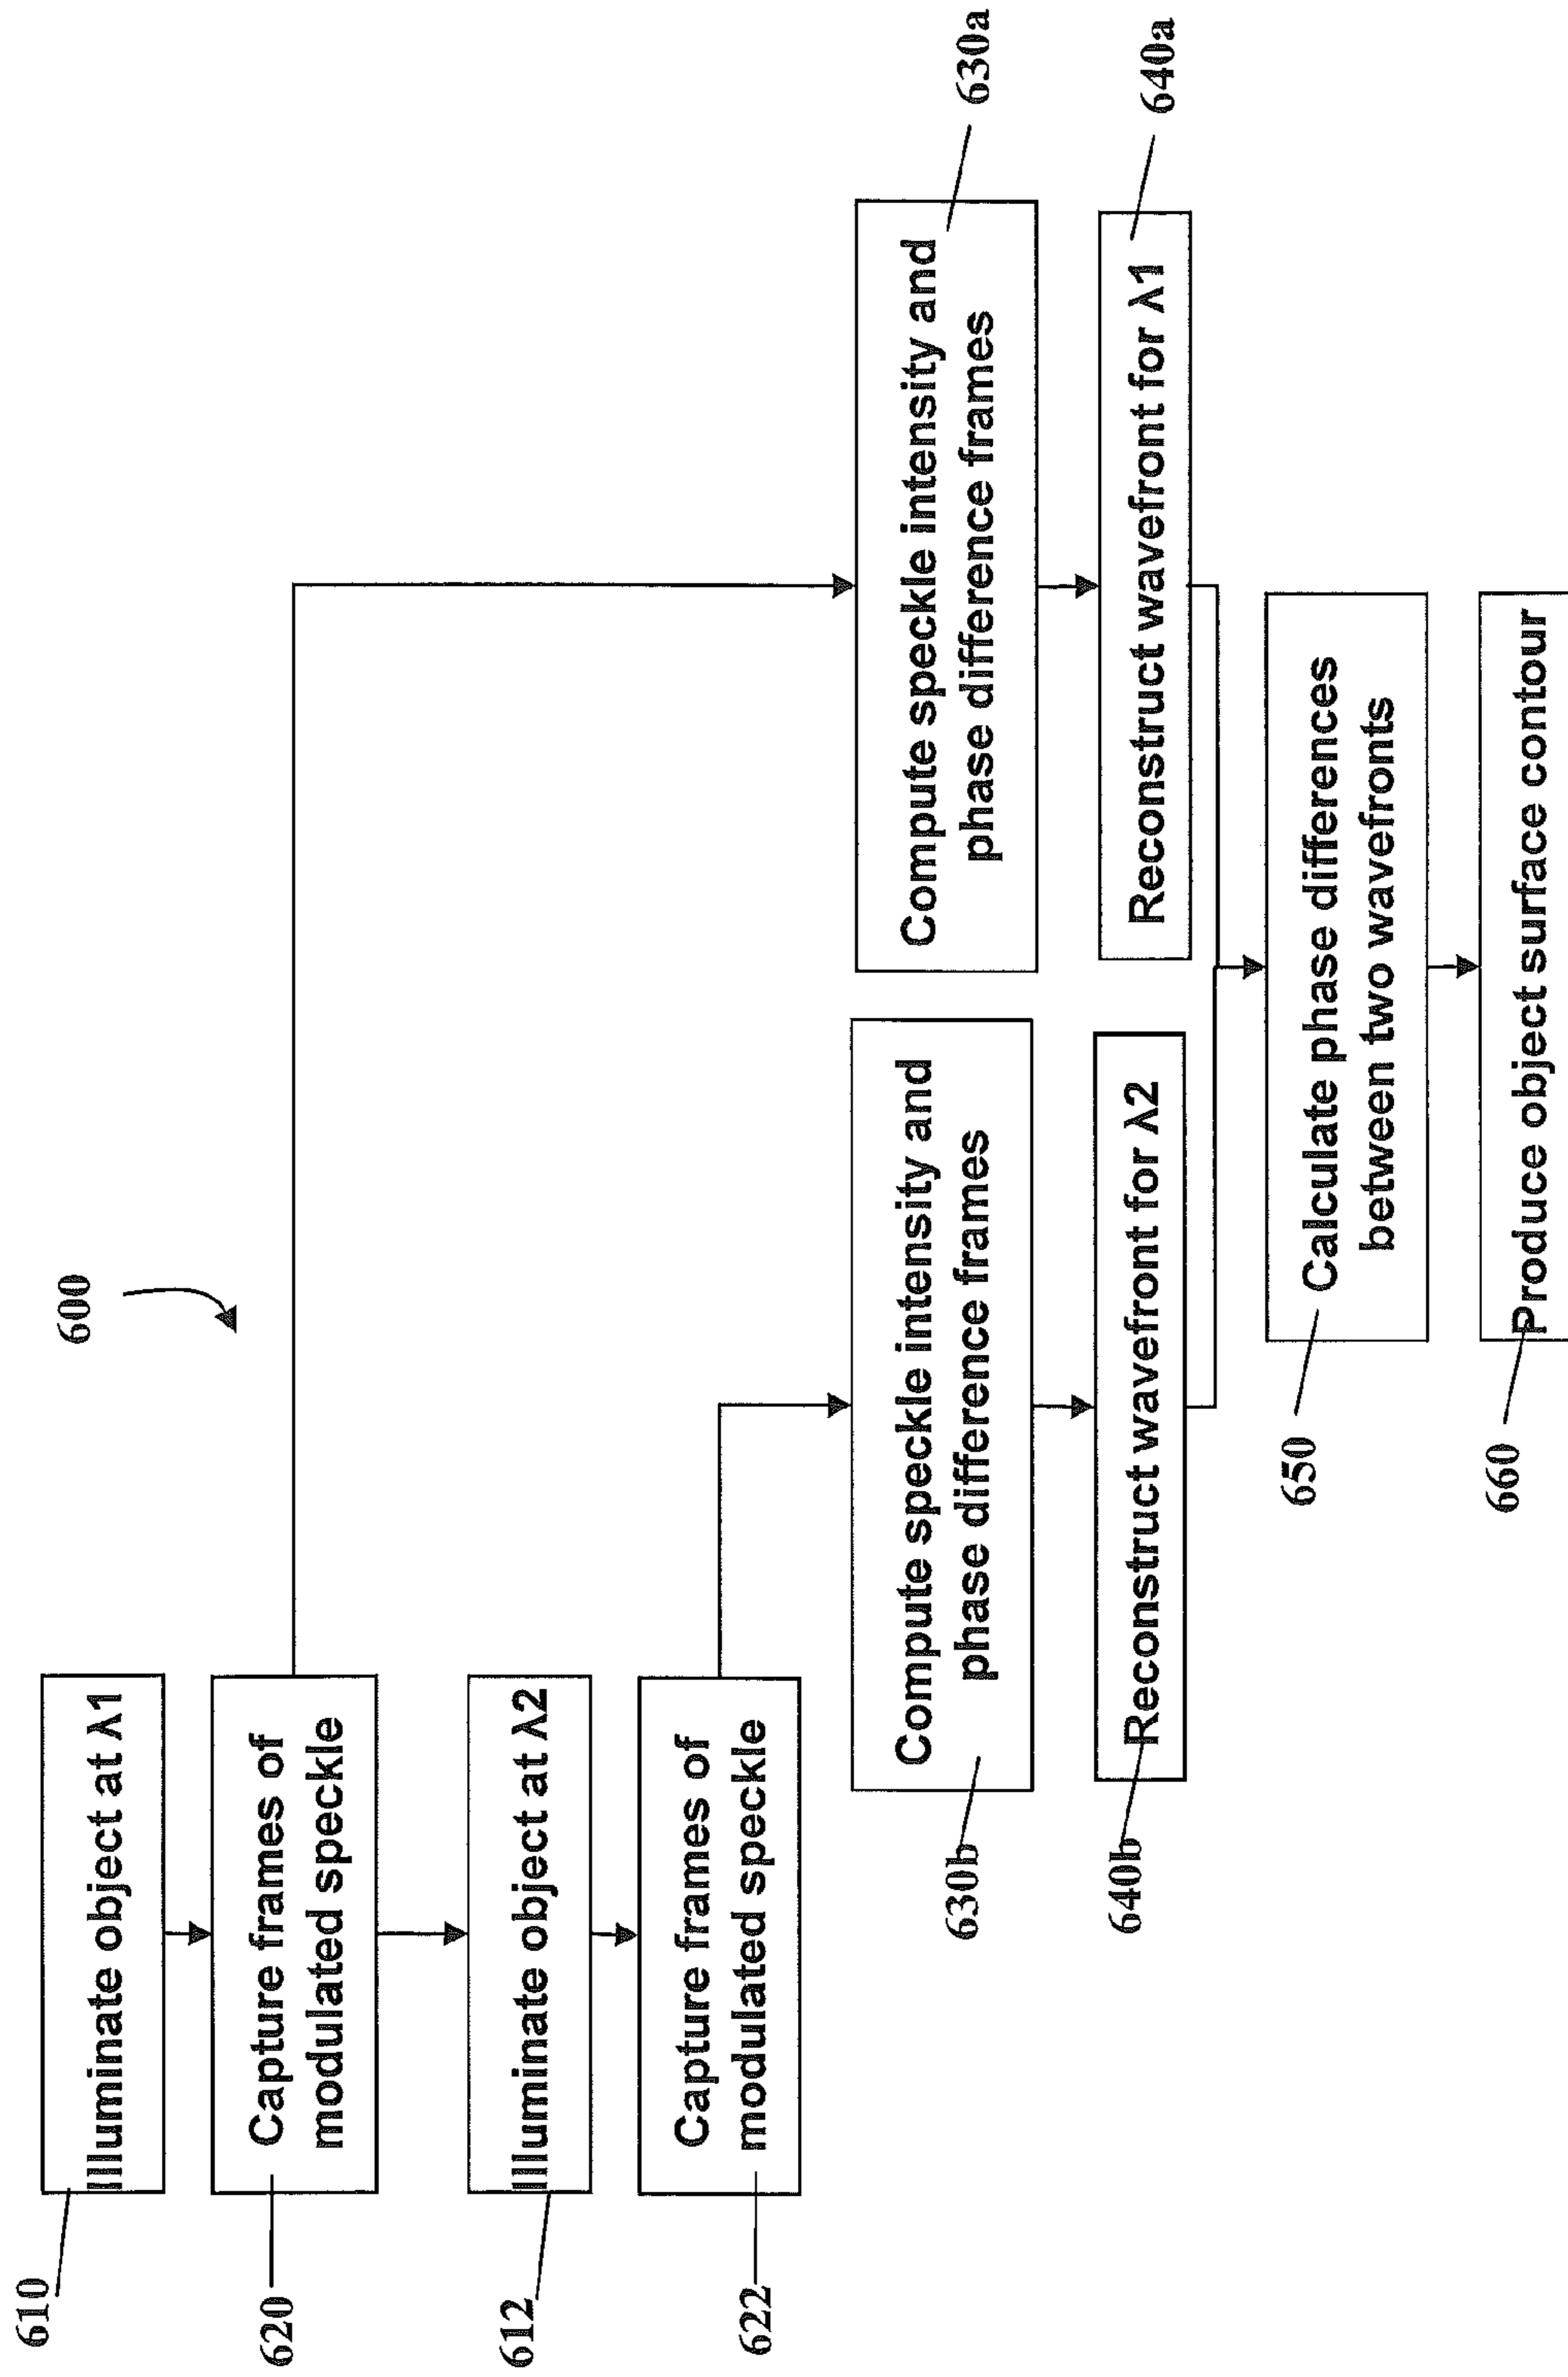 600
610
Illuminate object at λ1
620
Capture frames of
modulated speckle
612
Illuminate object at λ2
622
Capture frames of
modulated speckle
630b
Compute speckle intensity and
phase difference frames
630a
Compute speckle intensity and
phase difference frames
640b
Reconstruct wavefront for λ2
640a
Reconstruct wavefront for λ1
650
Calculate phase differences
between two wavefronts
660
Produce object surface contour